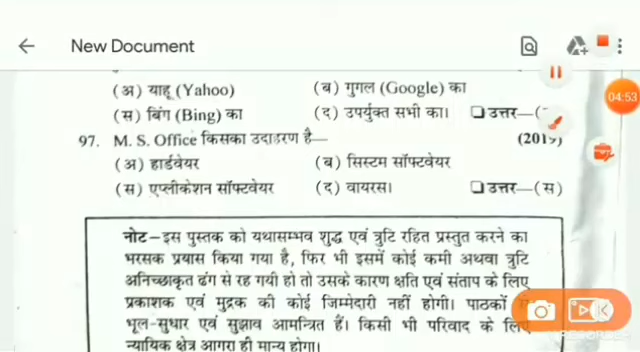 New Document
(अ) याहू (Yahoo) (ब) गुगल (Google) का
04:53
(स) बिंग (Bing) का (द) उपर्युक्त सभी का। ❑उत्तर—(
97. M. S. Office किसका उदाहरण है— (2019)
(अ) हार्डवेयर (ब) सिस्टम सॉफ्टवेयर
(स) एप्लीकेशन सॉफ्टवेयर (द) वायरस। ❑उत्तर—(स)
नोट—इस पुस्तक को यथासम्भव शुद्ध एवं त्रुटि रहित प्रस्तुत करने का
भरसक प्रयास किया गया है, फिर भी इसमें कोई कमी अथवा त्रुटि
अनिच्छाकृत ढंग से रह गयी हो तो उसके कारण क्षति एवं संताप के लिए
प्रकाशक एवं मुद्रक की कोई जिम्मेदारी नहीं होगी। पाठकों
भूल-सुधार एवं सुझाव आमन्त्रित हैं। किसी भी परिवाद के लिए
न्यायिक क्षेत्र आगरा ही मान्य होगा।